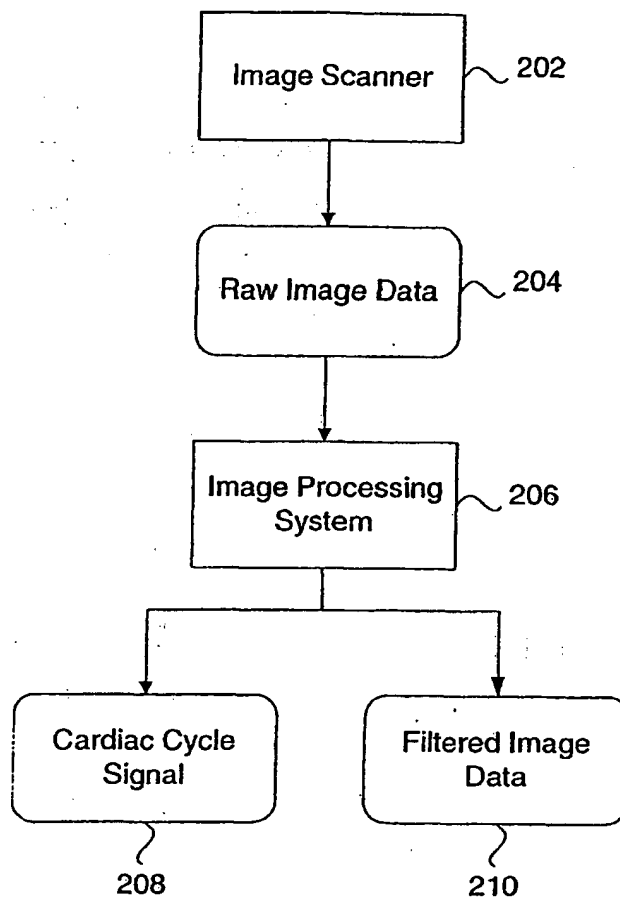 Image Scanner
202
Raw Image Data
204
Image Processing
System
206
Cardiac Cycle
Signal
Filtered Image
Data
208
210